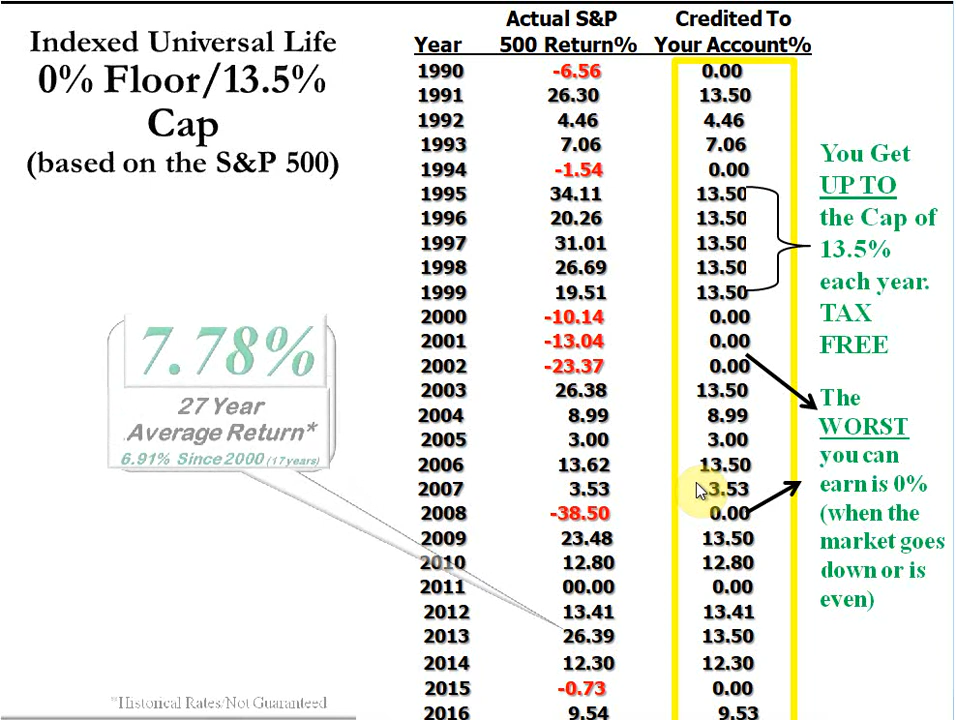 Indexed Universal Life
0% Floor/13.5%
Cap
(based on the S&P 500)
7.78%
27 Year
Average Return*
6.91% Since 2000 (17years)
*Historical Rates/Not Guaranteed
Actual S&P Credited To
Year 500 Return% Your Account%
1990 -6.56 0.00
1991 26.30 13.50
1992 4.46 4.46
1993 7.06 7.06
1994 -1.54 0.00
1995 34.11 13.50
1996 20.26 13.50
1997 31.01 13.50
1998 26.69 13.50
1999 19.51 13.50
2000 -10.14 0.00
2001 -13.04 0.00
2002 -23.37 0.00
2003 26.38 13.50
2004 8.99 8.99
2005 3.00 3.00
2006 13.62 13.50
2007 3.53 3.53
2008 -38.50 0.00
2009 23.48 13.50
2010 12.80 12.80
2011 00.00 0.00
2012 13.41 13.41
2013 26.39 13.50
2014 12.30 12.30
2015 -0.73 0.00
2016 9.54 9.53
You Get
UP TO
the Cap of
13.5%
each year.
TAX
FREE
The
WORST
you can
earn is 0%
(when the
market goes
down or is
even)